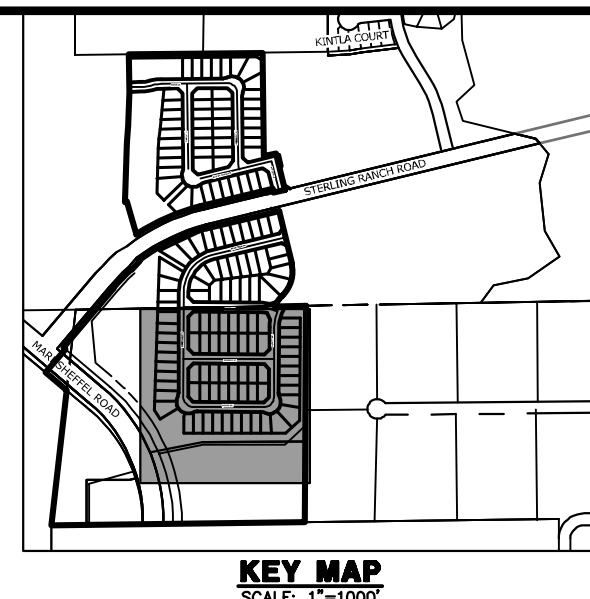 KINTLA COURT
STERLING RANCH ROAD
MARKSHEFFEL ROAD
KEY MAP
SCALE: 1"=1000'